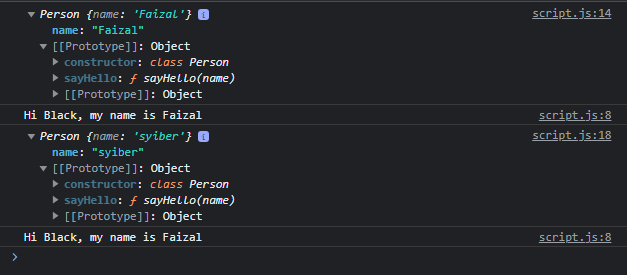 Person {name: 'Faizal'} i script.js:14
name: "Faizal"
[[Prototype]]: Object
constructor: class Person
sayHello: ƒ sayHello(name)
[[Prototype]]: Object
Hi Black, my name is Faizal script.js:8
Person {name: 'syiber'} i script.js:18
name: "syiber"
[[Prototype]]: Object
constructor: class Person
sayHello: ƒ sayHello(name)
[[Prototype]]: Object
Hi Black, my name is Faizal script.js:8